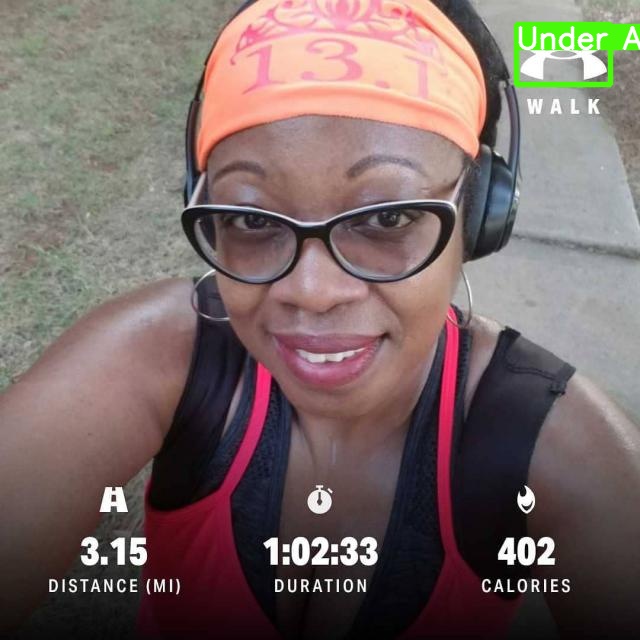 Under A
WALK
13.1
3.15
1:02:33
402
DISTANCE (MI)
DURATION
CALORIES